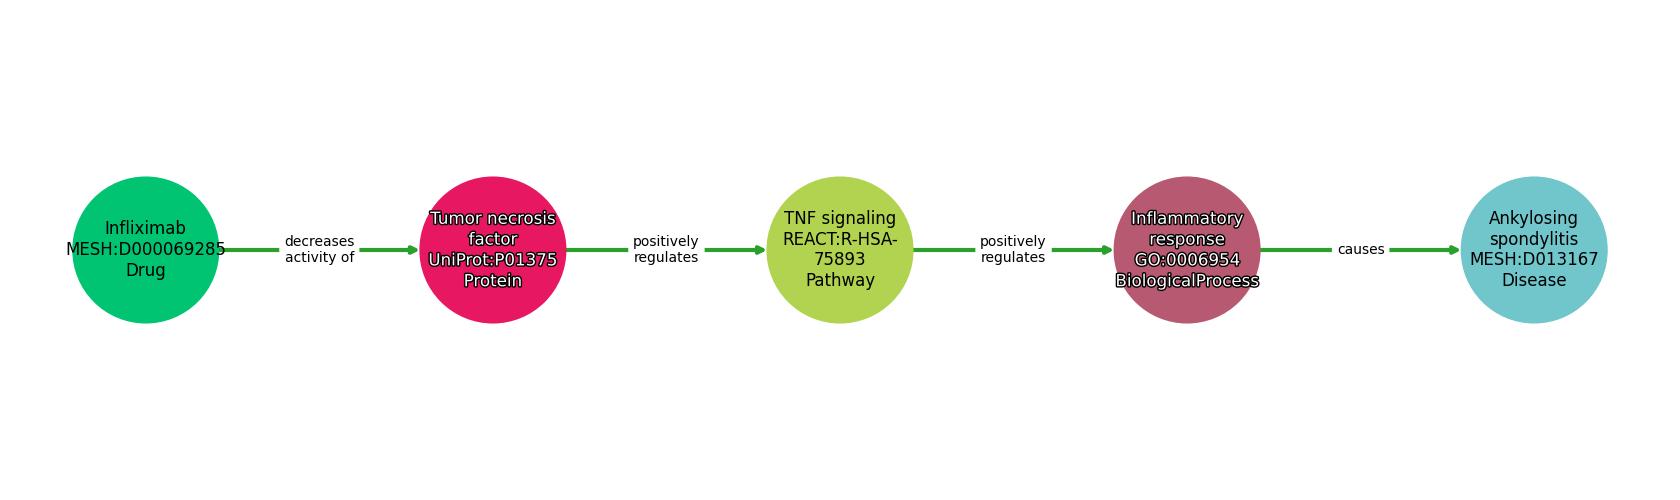 Infliximab
MESH:D000069285
Drug
decreases
activity of
Tumor necrosis
factor
UniProt:P01375
Protein
positively
regulates
TNF signaling
REACT:R-HSA-
75893
Pathway
positively
regulates
Inflammatory
response
GO:0006954
BiologicalProcess
causes
Ankylosing
spondylitis
MESH:D013167
Disease